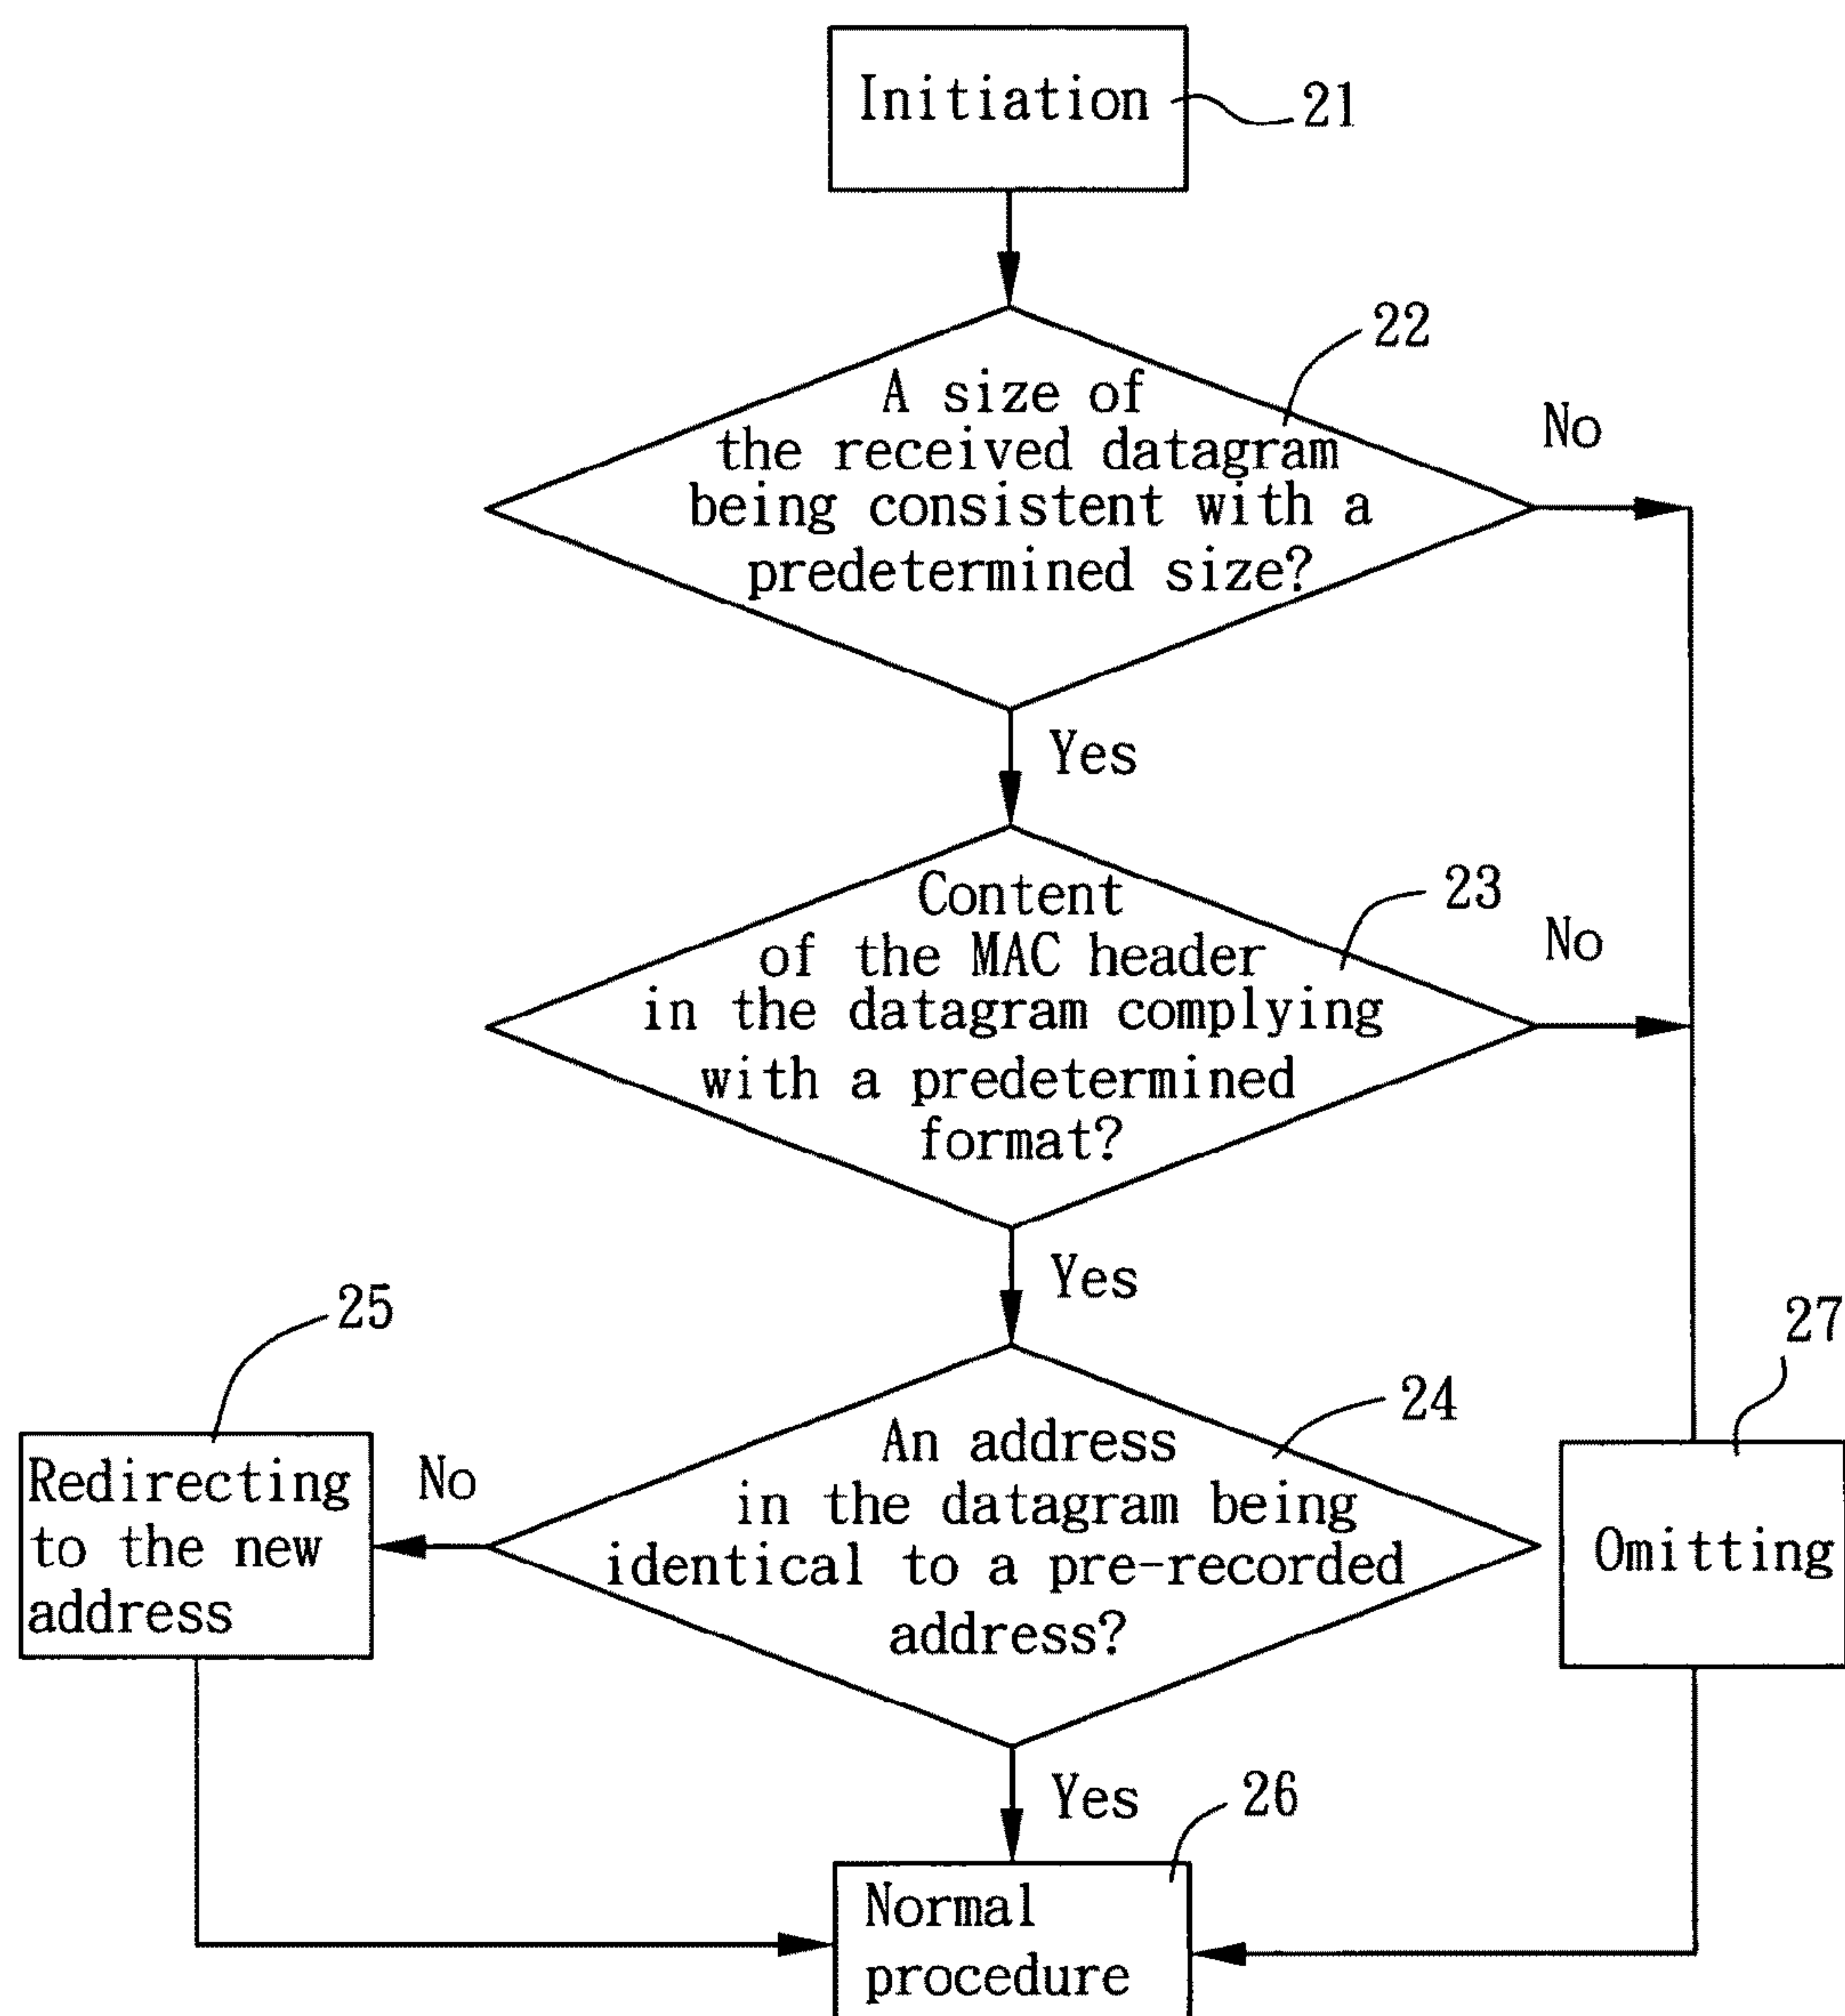 Initiation
21
22
A size of
the received datagram
being consistent with a
predetermined size?
No
Yes
Content
of the MAC header
in the datagram complying
with a predetermined
format?
23
No
Yes
25
Redirecting
to the new
address
No
24
An address
in the datagram being
identical to a pre-recorded
address?
27
Omitting
Yes
26
Normal
procedure